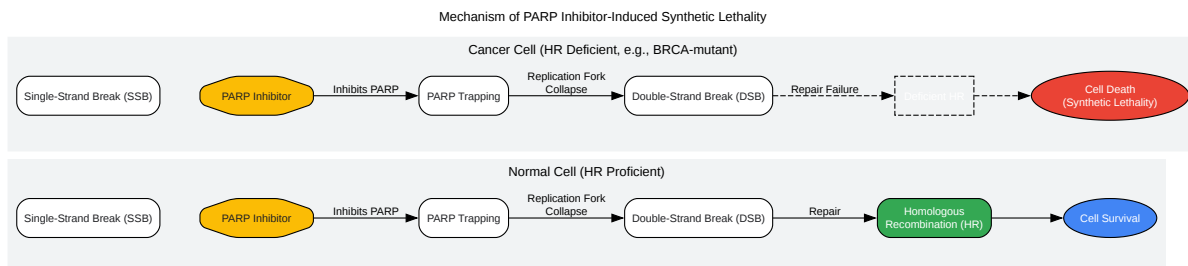 Mechanism of PARP Inhibitor-Induced Synthetic Lethality
Cancer Cell (HR Deficient, e.g., BRCA-mutant)
Single-Strand Break (SSB)
PARP Inhibitor
Inhibits PARP
PARP Trapping
Replication Fork
Collapse
Double-Strand Break (DSB)
Repair Failure
Deficient HR
Cell Death
(Synthetic Lethality)
Normal Cell (HR Proficient)
Single-Strand Break (SSB)
PARP Inhibitor
Inhibits PARP
PARP Trapping
Replication Fork
Collapse
Double-Strand Break (DSB)
Repair
Homologous
Recombination (HR)
Cell Survival